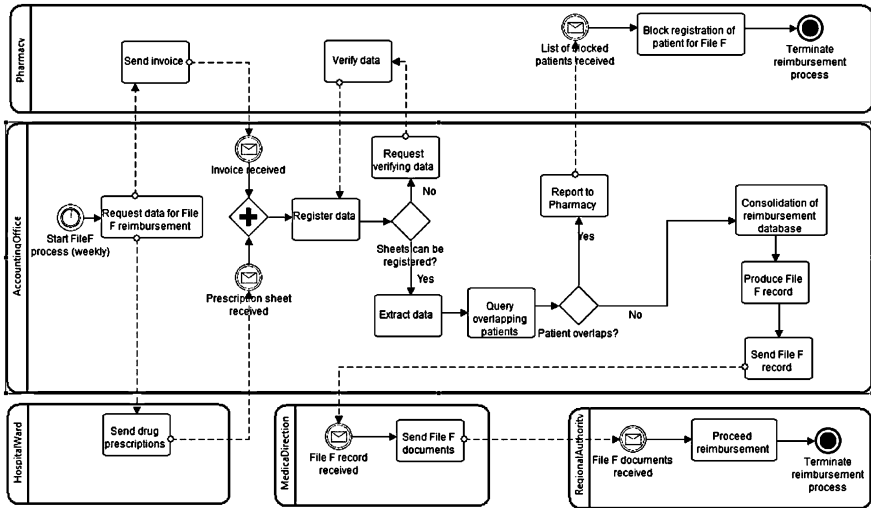 Pharmacy
Send invoice
Verify data
List of blocked
patients received
Block registration of
patient for File F
Terminate
reimbursement
process
AccountingOffice
Invoice received
Request
verifying data
No
Start FileF
process (weekly)
Request data for File
F reimbursement
Register data
Sheets can be
registered?
Yes
Prescription sheet
received
Report to
Pharmacy
Yes
Consolidation of
reimbursement
database
Produce File
F record
Extract data
Query
overlapping
patients
Patient overlaps?
No
Send File F
record
HospitalWard
Send drug
prescriptions
MedicaDirection
File F record
received
Send File F
documents
RegionalAuthority
File F documents
received
Proceed
reimbursement
Terminate
reimbursement
process